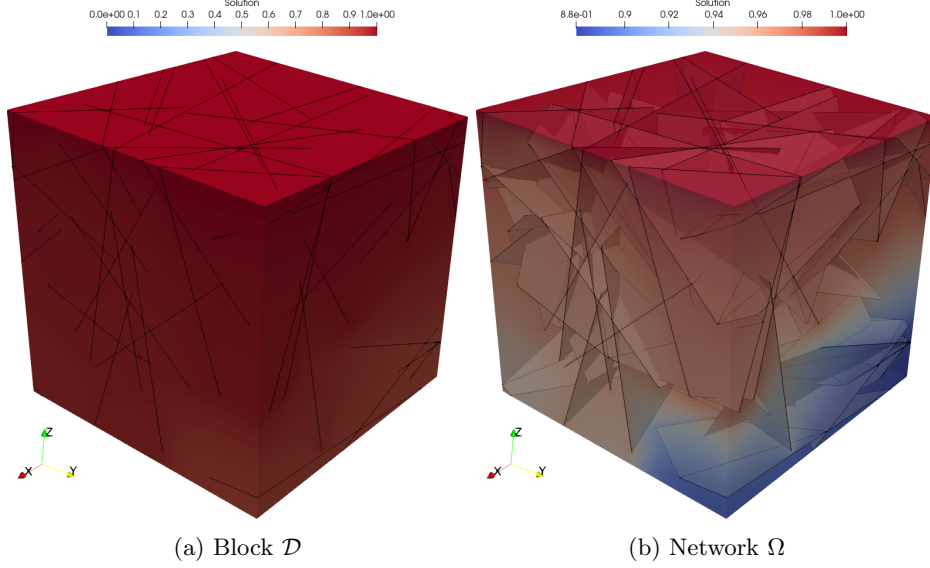 Solution
0.0e+00 0.1 0.2 0.3 0.4 0.5 0.6 0.7 0.8 0.9 1.0e+00
Solution
8.8e-01 0.9 0.92 0.94 0.96 0.98 1.0e+00
Z
X
Y
Z
X
Y
(a) Block 𝒟
(b) Network Ω